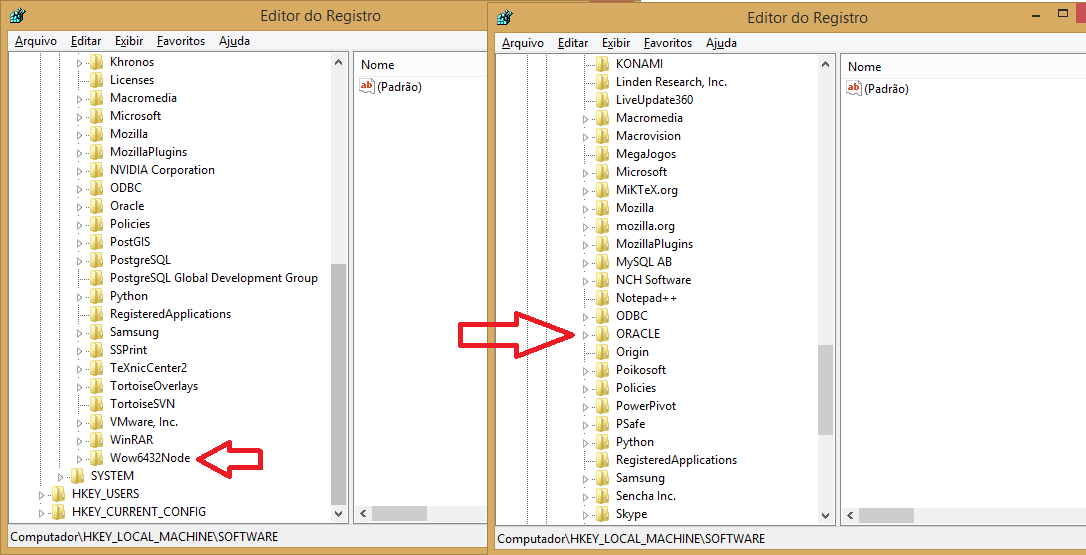 Editor do Registro
Arquivo Editar Exibir Favoritos Ajuda
Khronos
Licenses
Macromedia
Microsoft
Mozilla
MozillaPlugins
NVIDIA Corporation
ODBC
Oracle
Policies
PostGIS
PostgreSQL
PostgreSQL Global Development Group
Python
RegisteredApplications
Samsung
SSPrint
TeXnicCenter2
TortoiseOverlays
TortoiseSVN
VMware, Inc.
WinRAR
Wow6432Node
SYSTEM
HKEY_USERS
HKEY_CURRENT_CONFIG
Nome
ab (Padrão)
Computador\HKEY_LOCAL_MACHINE\SOFTWARE
Editor do Registro
Arquivo Editar Exibir Favoritos Ajuda
KONAMI
Linden Research, Inc.
LiveUpdate360
Macromedia
Macrovision
MegaJogos
Microsoft
MiKTeX.org
Mozilla
mozilla.org
MozillaPlugins
MySQL AB
NCH Software
Notepad++
ODBC
ORACLE
Origin
Poikosoft
Policies
PowerPivot
PSafe
Python
RegisteredApplications
Samsung
Sencha Inc.
Skype
Nome
ab (Padrão)
Computador\HKEY_LOCAL_MACHINE\SOFTWARE